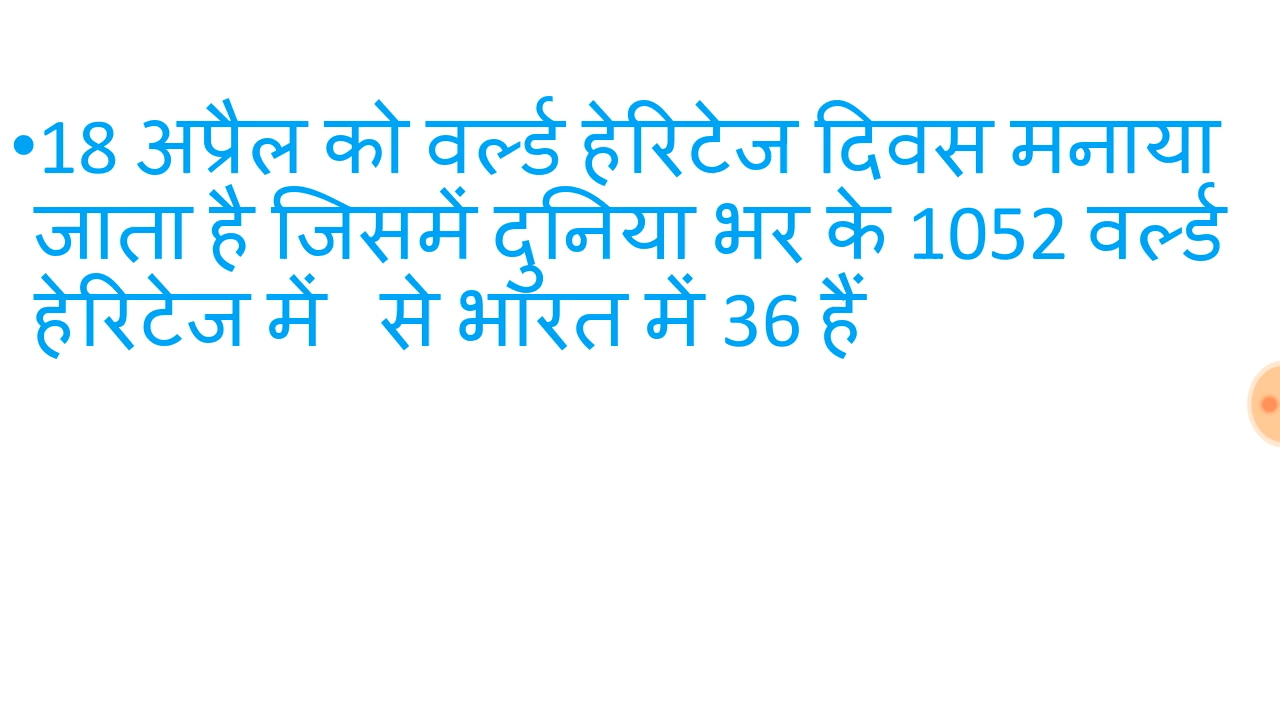 •18 अप्रैल को वर्ल्ड हेरिटेज दिवस मनाया
जाता है जिसमें दुनिया भर के 1052 वर्ल्ड
हेरिटेज में   से भारत में 36 हैं